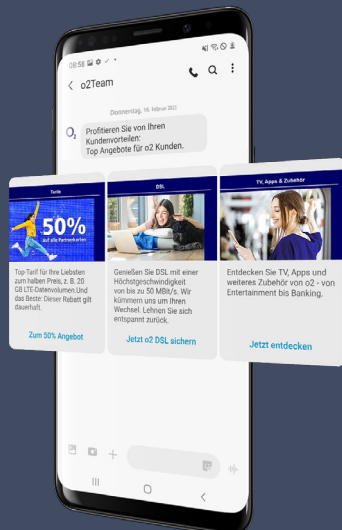 08:58
o2Team
Donnerstag, 16. Februar 2023
O2
Profitieren Sie von Ihren
Kundenvorteilen:
Top Angebote für o2 Kunden.
Tarife
50%
auf alle Partnerkarten
Top-Tarif für Ihre Liebsten
zum halben Preis, z. B. 20
GB LTE-Datenvolumen.Und
das Beste: Dieser Rabatt gilt
dauerhaft.
Zum 50% Angebot
DSL
Genießen Sie DSL mit einer
Höchstgeschwindigkeit
von bis zu 50 MBit/s. Wir
kümmern uns um Ihren
Wechsel. Lehnen Sie sich
entspannt zurück.
Jetzt o2 DSL sichern
TV, Apps & Zubehör
Entdecken Sie TV, Apps und
weiteres Zubehör von o2 - von
Entertainment bis Banking.
Jetzt entdecken